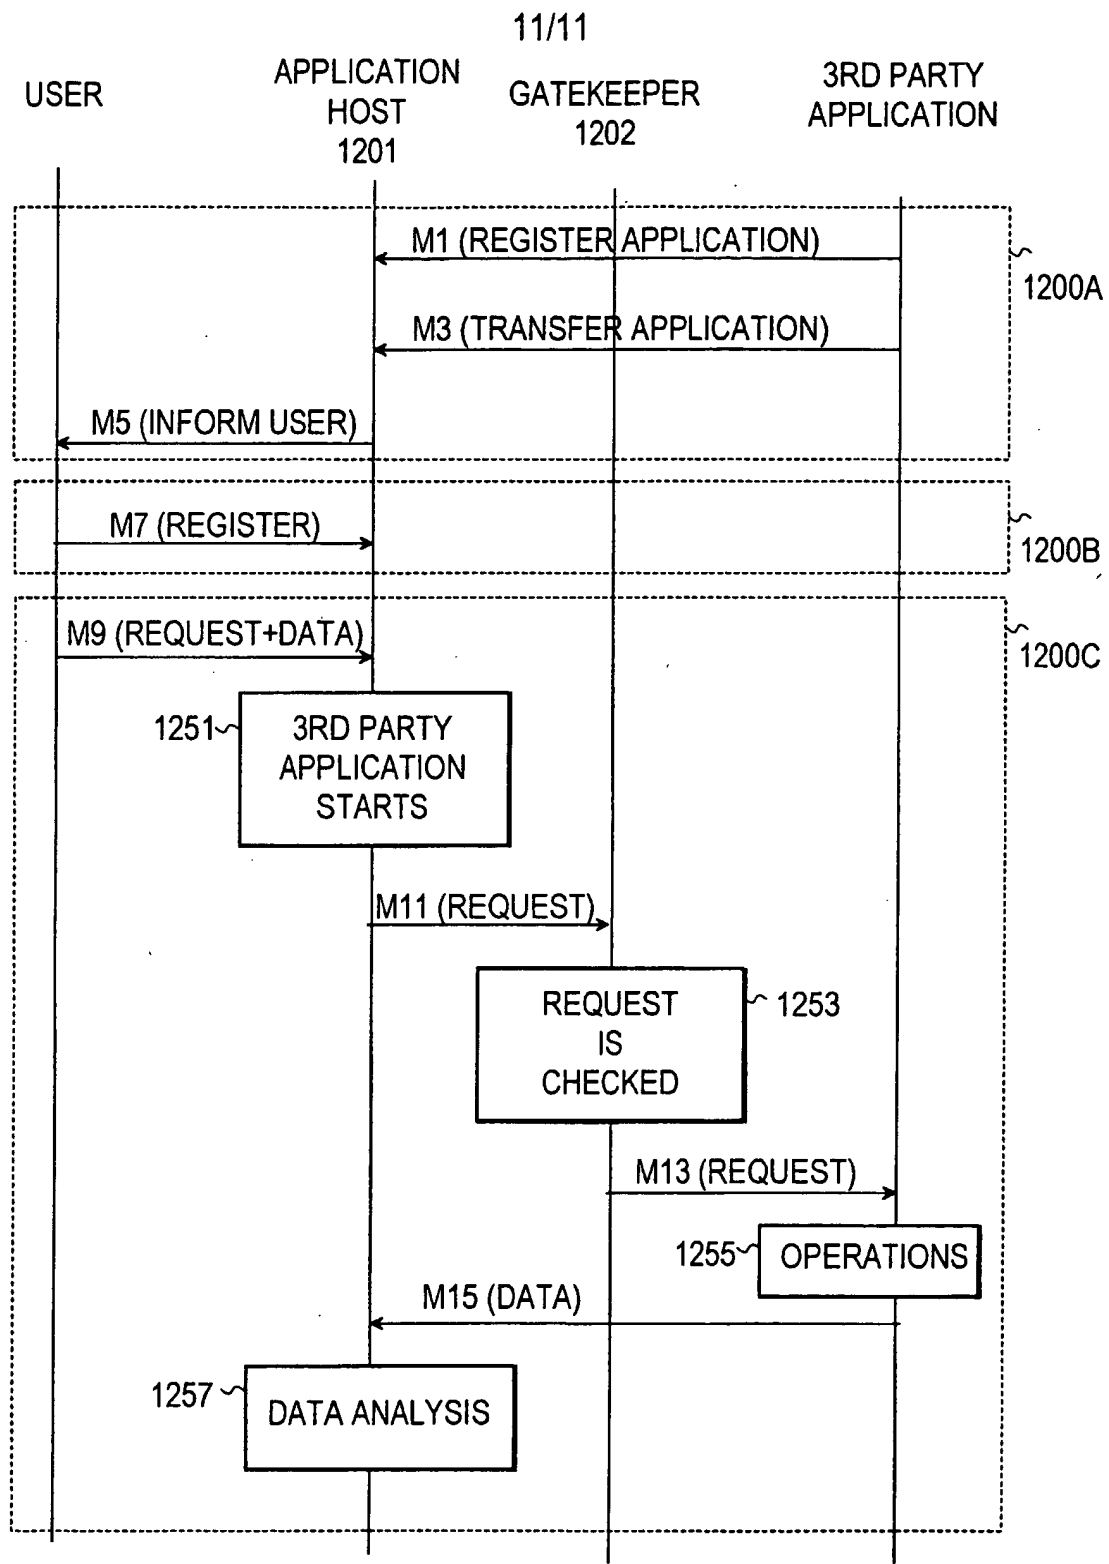 11/11
USER
APPLICATION
HOST
1201
GATEKEEPER
1202
3RD PARTY
APPLICATION
M1 (REGISTER APPLICATION)
1200A
M3 (TRANSFER APPLICATION)
M5 (INFORM USER)
M7 (REGISTER)
1200B
M9 (REQUEST+DATA)
1200C
1251
3RD PARTY
APPLICATION
STARTS
M11 (REQUEST)
REQUEST
IS
CHECKED
1253
M13 (REQUEST)
1255
OPERATIONS
M15 (DATA)
1257
DATA ANALYSIS